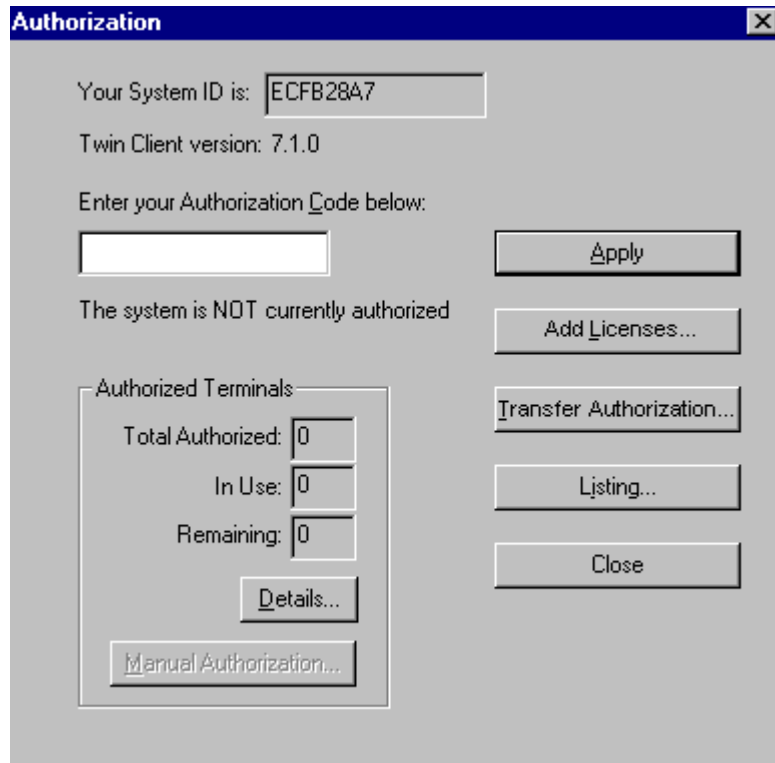 Authorization
Your System ID is: ECFB28A7
Twin Client version: 7.1.0
Enter your Authorization Code below:
Apply
The system is NOT currently authorized
Add Licenses...
Authorized Terminals
Transfer Authorization...
Total Authorized: 0
In Use: 0
Listing...
Remaining: 0
Close
Details...
Manual Authorization...